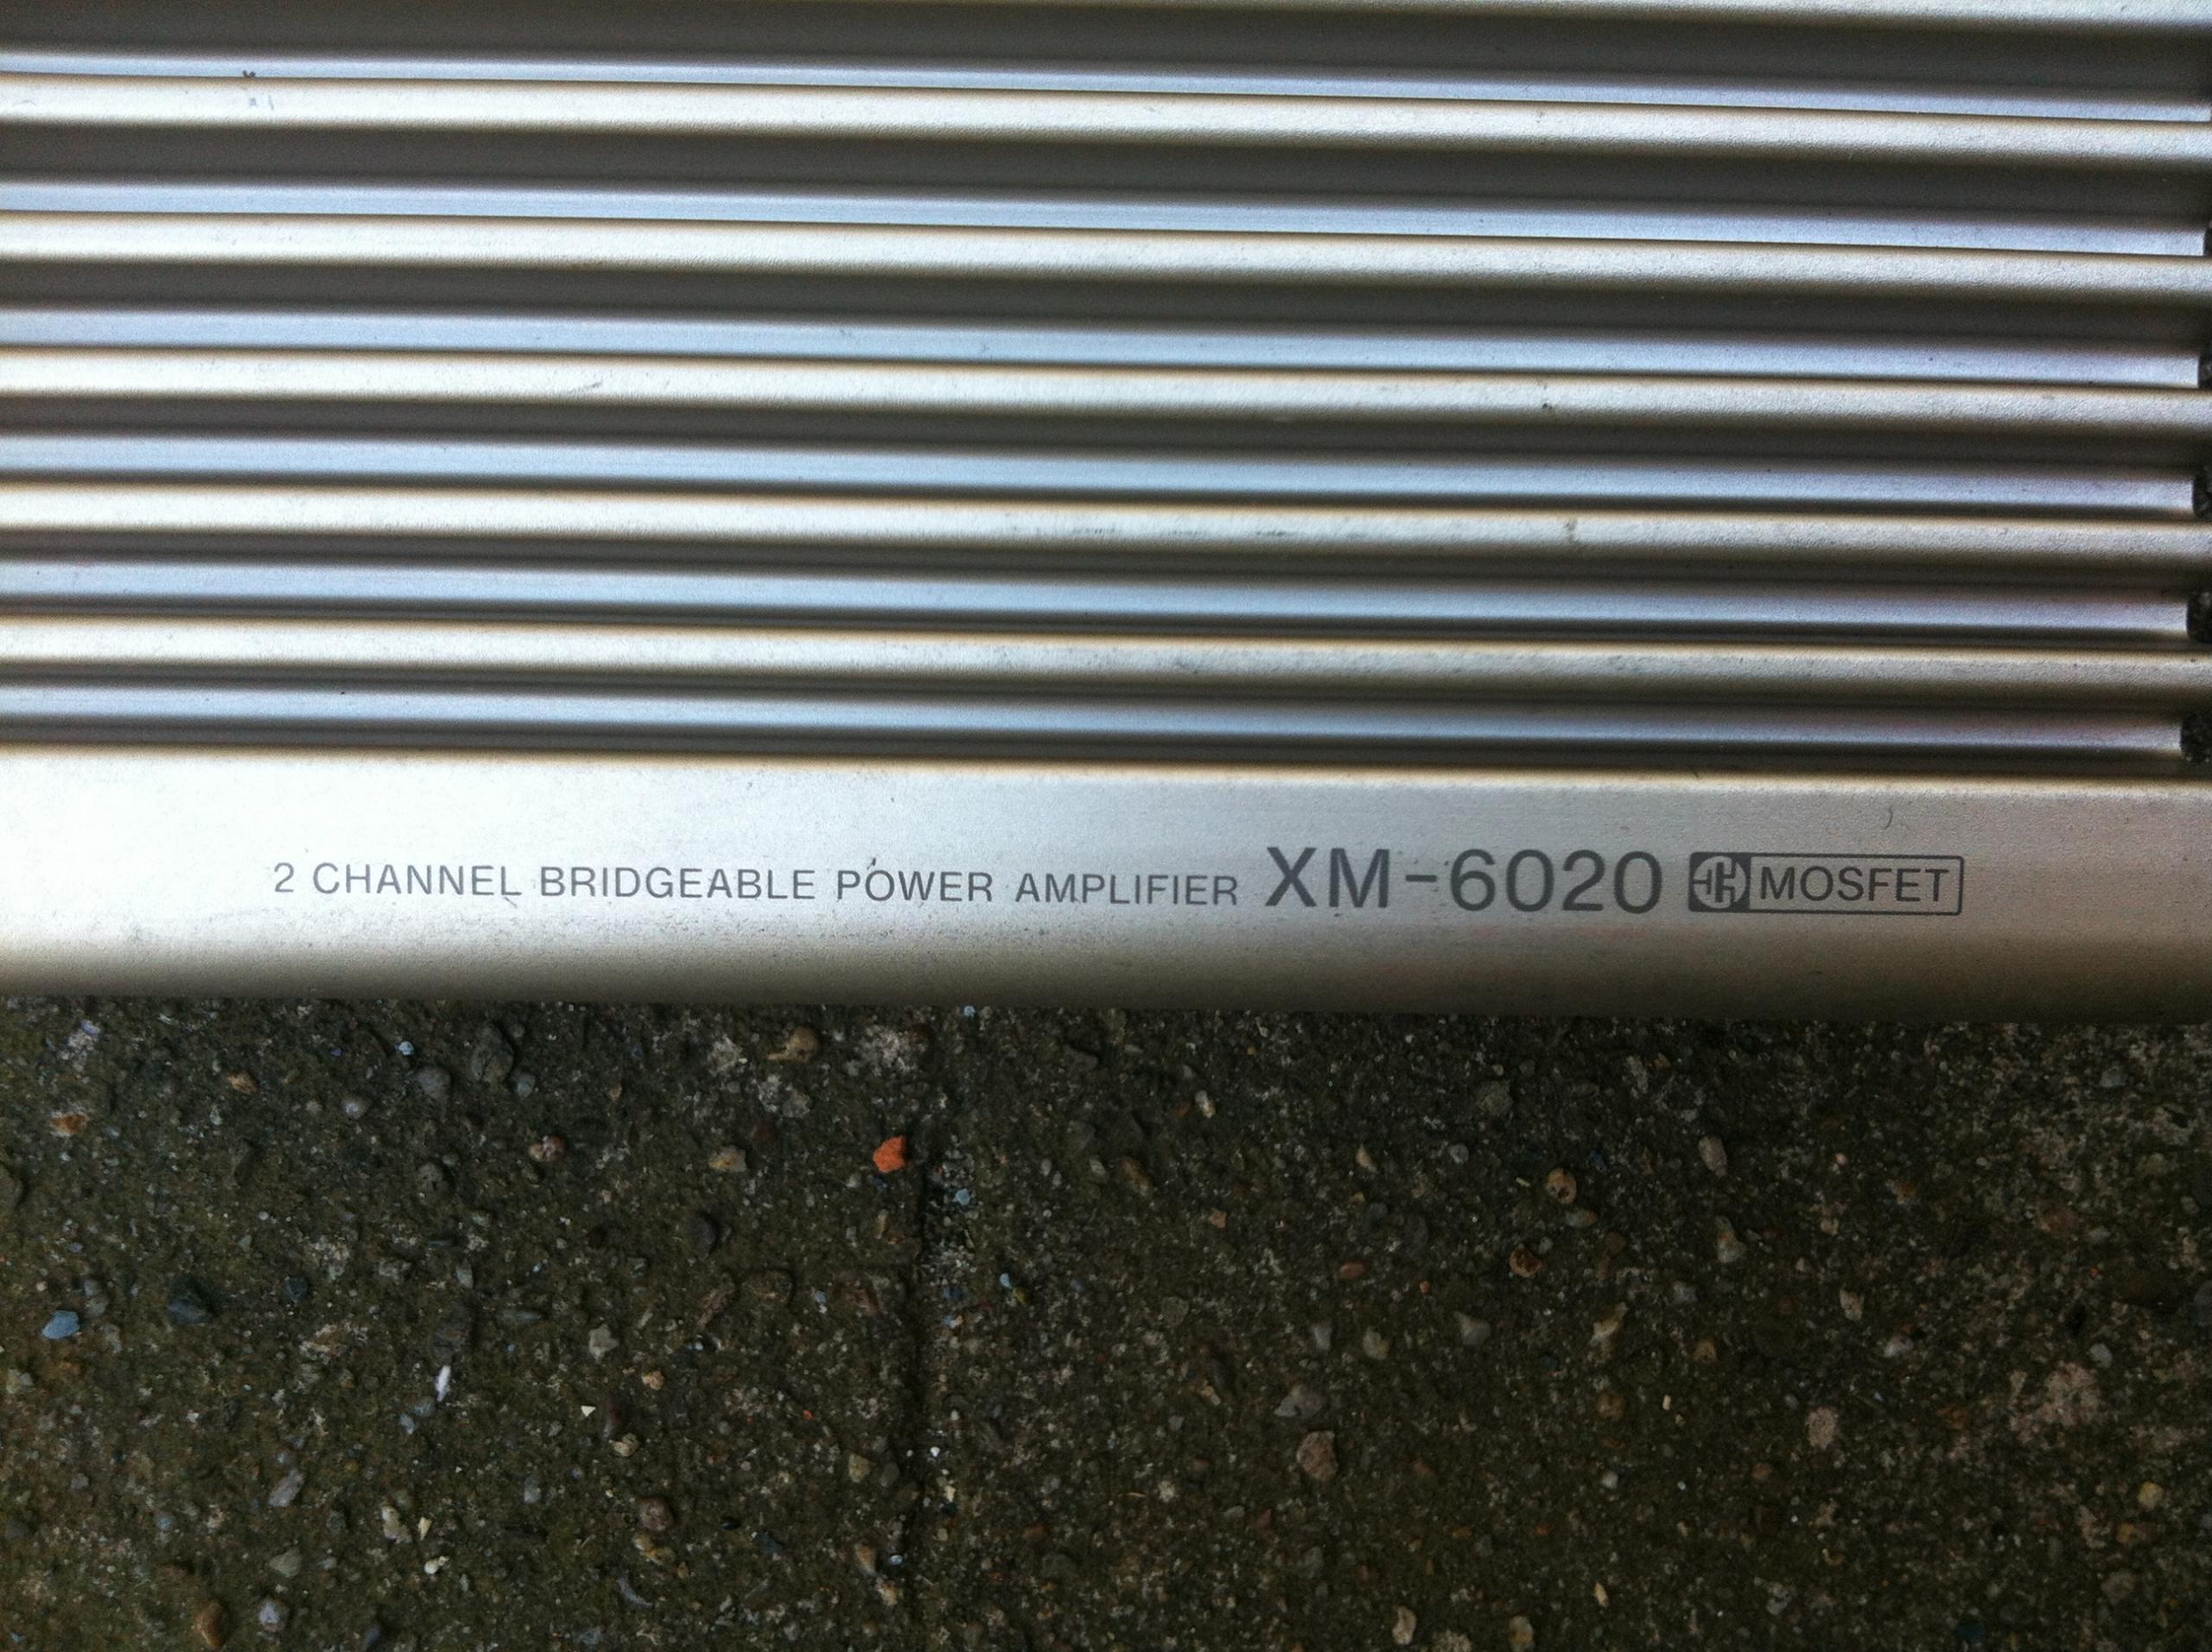 2 CHANNEL BRIDGEABLE POWER AMPLIFIER XM-6020 MOSFET